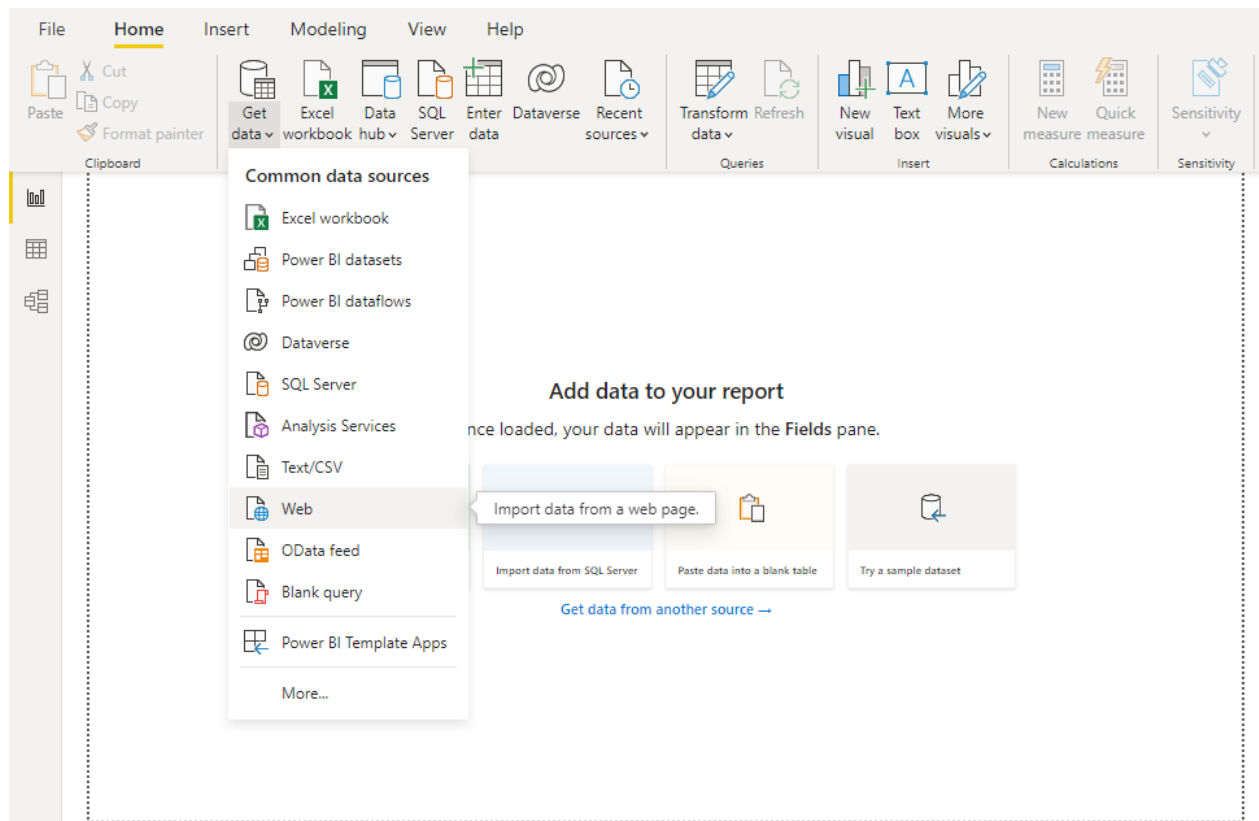 File Home Insert Modeling View Help
Paste
Cut
Copy
Format painter
Clipboard
Get data
Excel workbook
Data hub
SQL Server
Enter data
Dataverse
Recent sources
Transform data
Refresh
Queries
New visual
Text box
More visuals
Insert
New measure
Quick measure
Calculations
Sensitivity
Sensitivity
Common data sources
Excel workbook
Power BI datasets
Power BI dataflows
Dataverse
SQL Server
Analysis Services
Text/CSV
Web
OData feed
Blank query
Power BI Template Apps
More...
Import data from a web page.
Add data to your report
nce loaded, your data will appear in the Fields pane.
Import data from SQL Server
Paste data into a blank table
Try a sample dataset
Get data from another source →